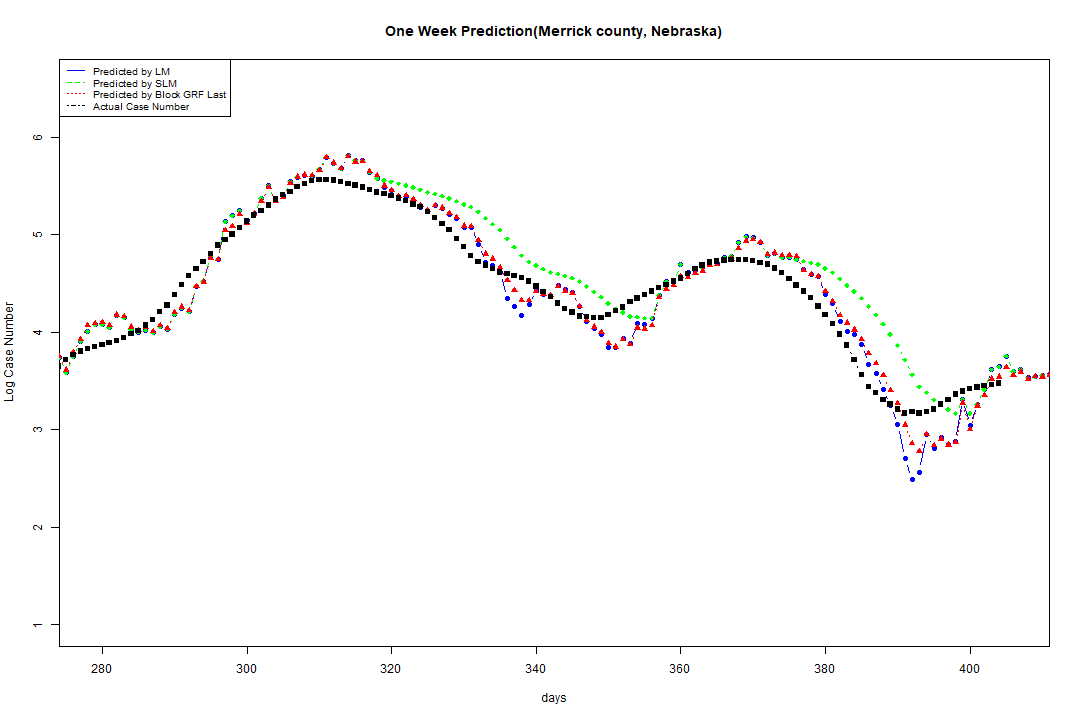 One Week Prediction(Merrick county, Nebraska)
Predicted by LM
Predicted by SLM
Predicted by Block GRF Last
Actual Case Number
Log Case Number
6
5
4
3
2
1
280 300 320 340 360 380 400
days